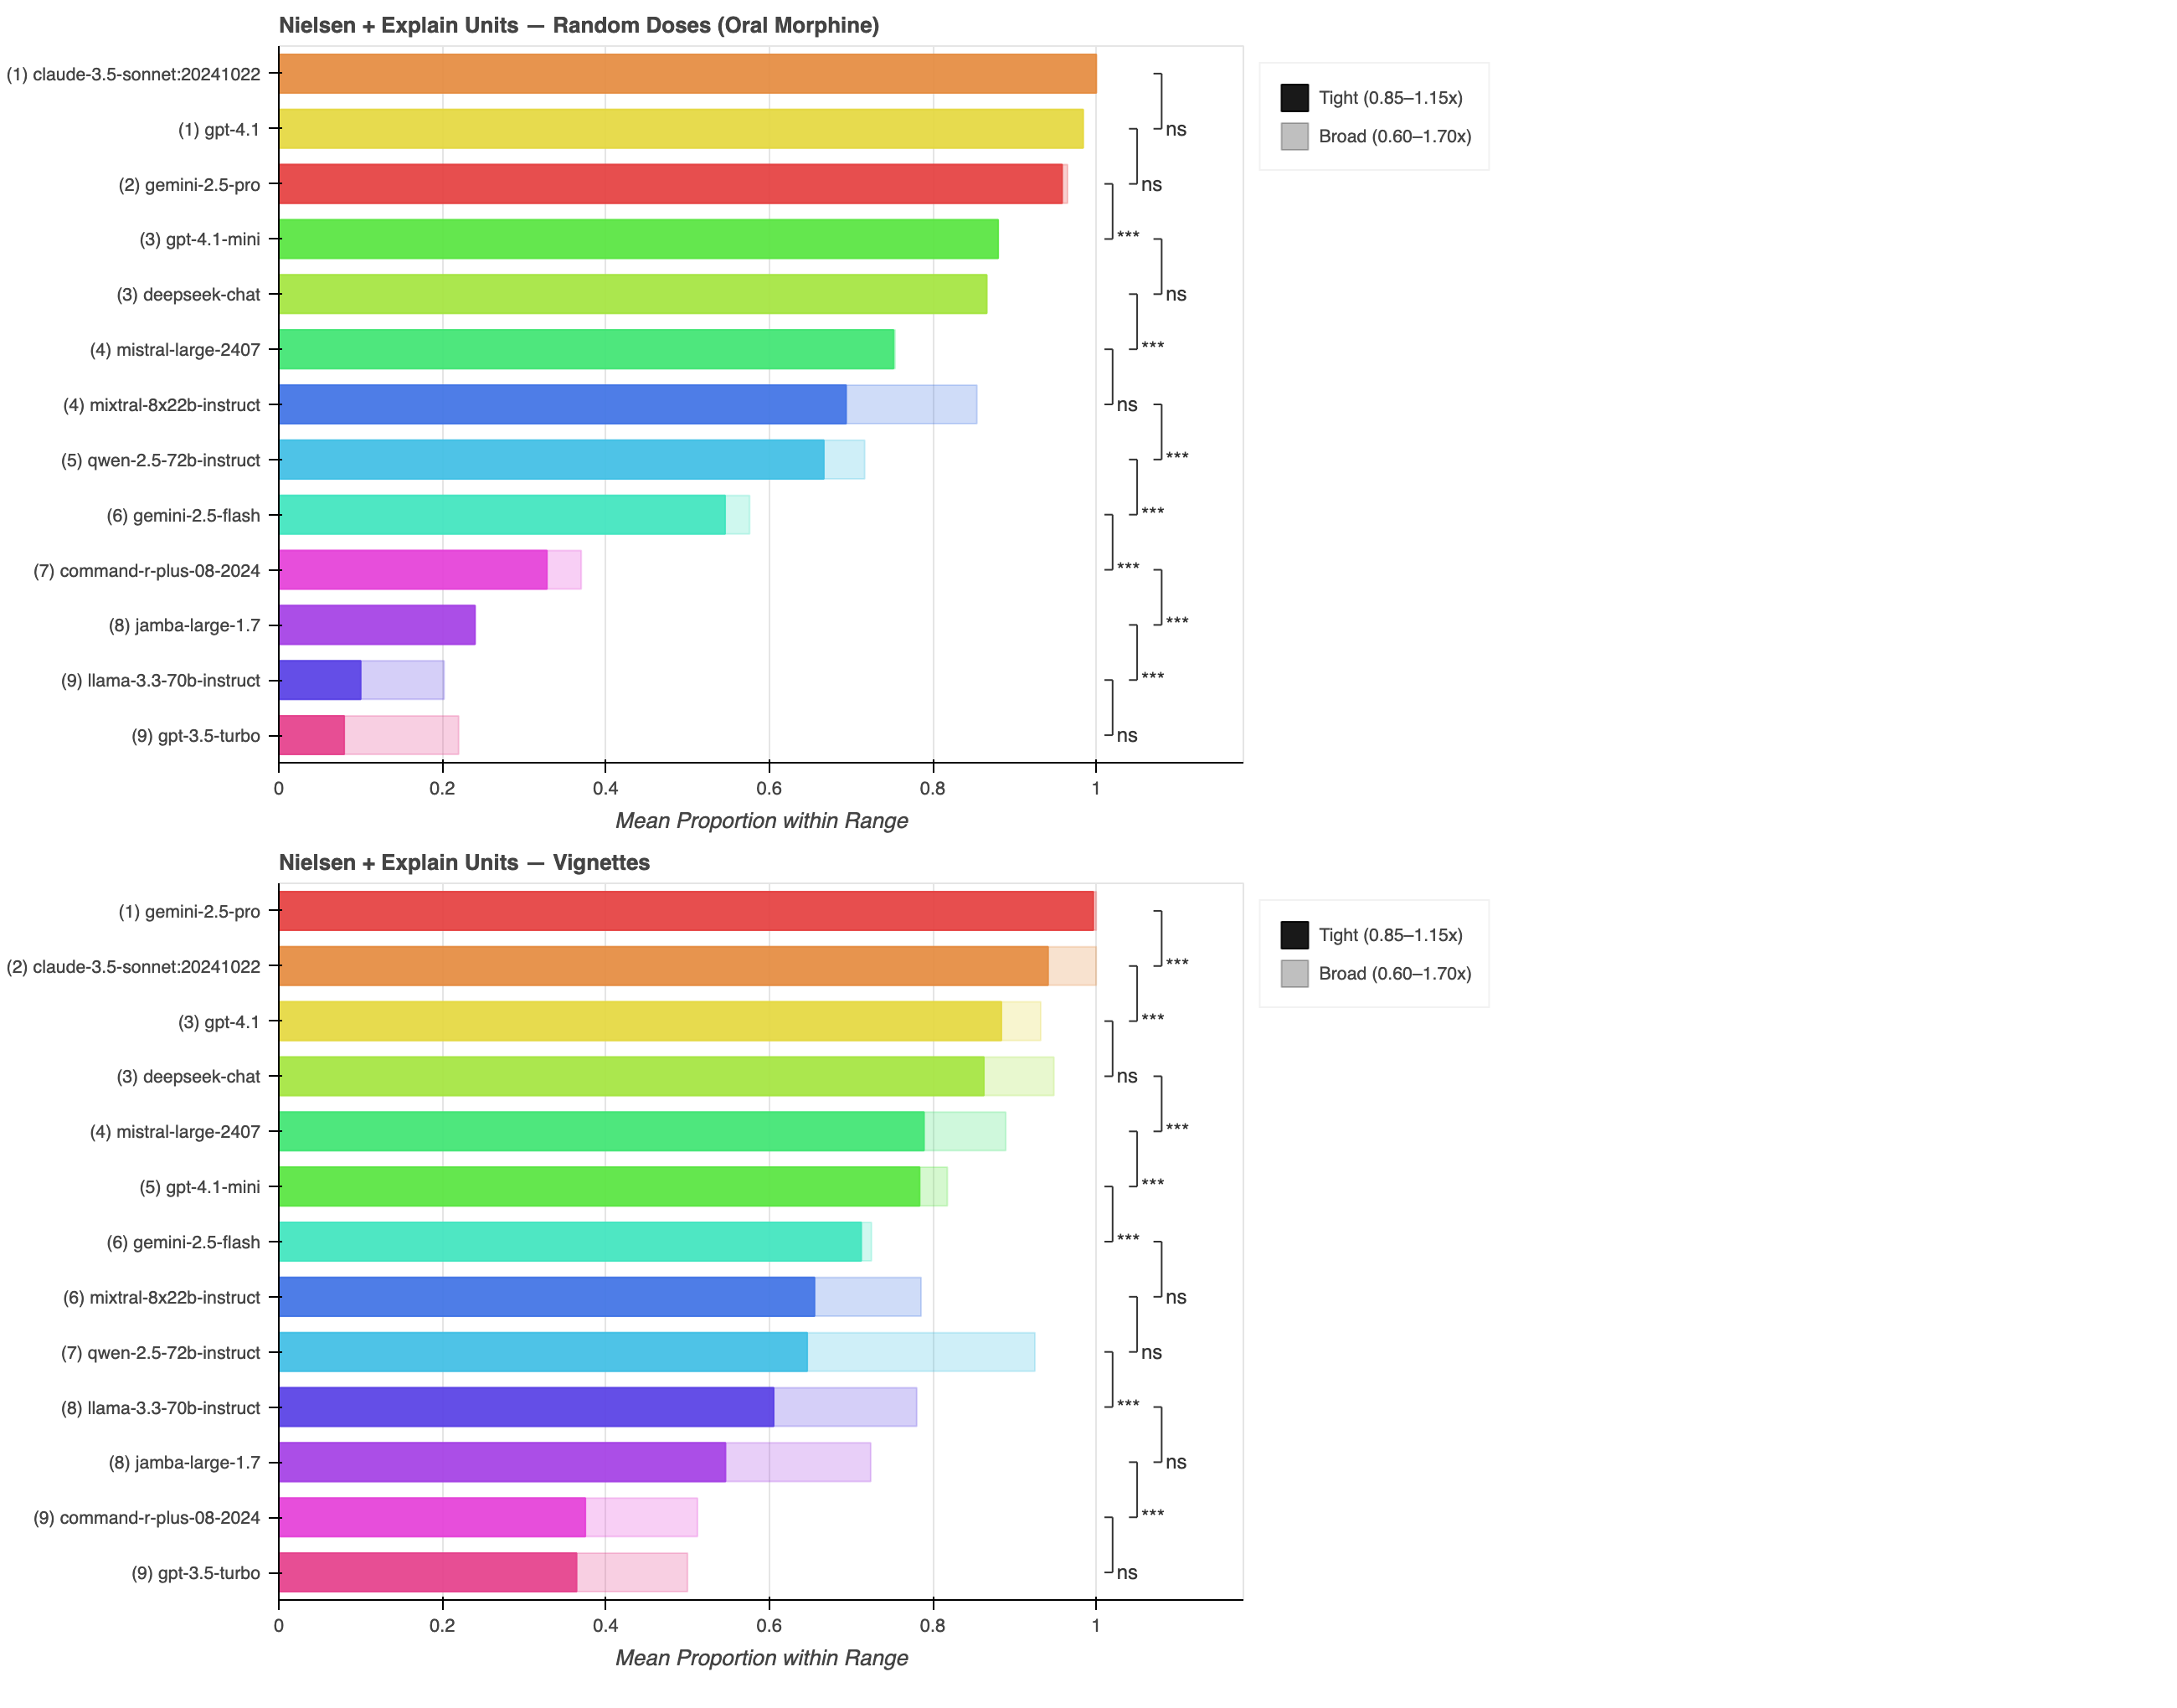 Nielsen + Explain Units — Random Doses (Oral Morphine)
(1) claude-3.5-sonnet:20241022
(1) gpt-4.1
(2) gemini-2.5-pro
(3) gpt-4.1-mini
(3) deepseek-chat
(4) mistral-large-2407
(4) mixtral-8x22b-instruct
(5) qwen-2.5-72b-instruct
(6) gemini-2.5-flash
(7) command-r-plus-08-2024
(8) jamba-large-1.7
(9) llama-3.3-70b-instruct
(9) gpt-3.5-turbo
ns
ns
***
ns
***
ns
***
***
***
***
***
ns
0 0.2 0.4 0.6 0.8 1
Mean Proportion within Range
Tight (0.85–1.15x)
Broad (0.60–1.70x)
Nielsen + Explain Units — Vignettes
(1) gemini-2.5-pro
(2) claude-3.5-sonnet:20241022
(3) gpt-4.1
(3) deepseek-chat
(4) mistral-large-2407
(5) gpt-4.1-mini
(6) gemini-2.5-flash
(6) mixtral-8x22b-instruct
(7) qwen-2.5-72b-instruct
(8) llama-3.3-70b-instruct
(8) jamba-large-1.7
(9) command-r-plus-08-2024
(9) gpt-3.5-turbo
***
***
ns
***
***
***
ns
ns
***
ns
***
ns
0 0.2 0.4 0.6 0.8 1
Mean Proportion within Range
Tight (0.85–1.15x)
Broad (0.60–1.70x)